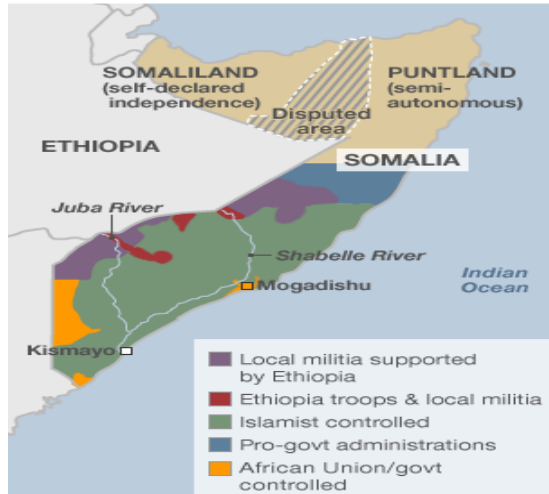 SOMALILAND
(self-declared
independence)
PUNTLAND
(semi-
autonomous)
Disputed
area
ETHIOPIA
SOMALIA
Juba River
Shabelle River
Indian
Ocean
Mogadishu
Kismayo
Local militia supported
by Ethiopia
Ethiopia troops & local militia
Islamist controlled
Pro-govt administrations
African Union/govt
controlled